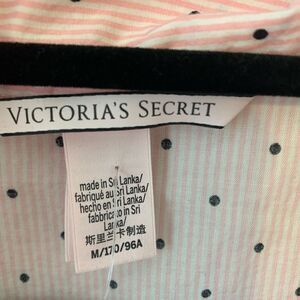 VICTORIA'S SECRET
made in Sri Lanka/
fabriqué au Sri Lanka/
hecho en Sri Lanka/
fabbricato in Sri
Lanka/
斯里兰卡制造
M/170/96A